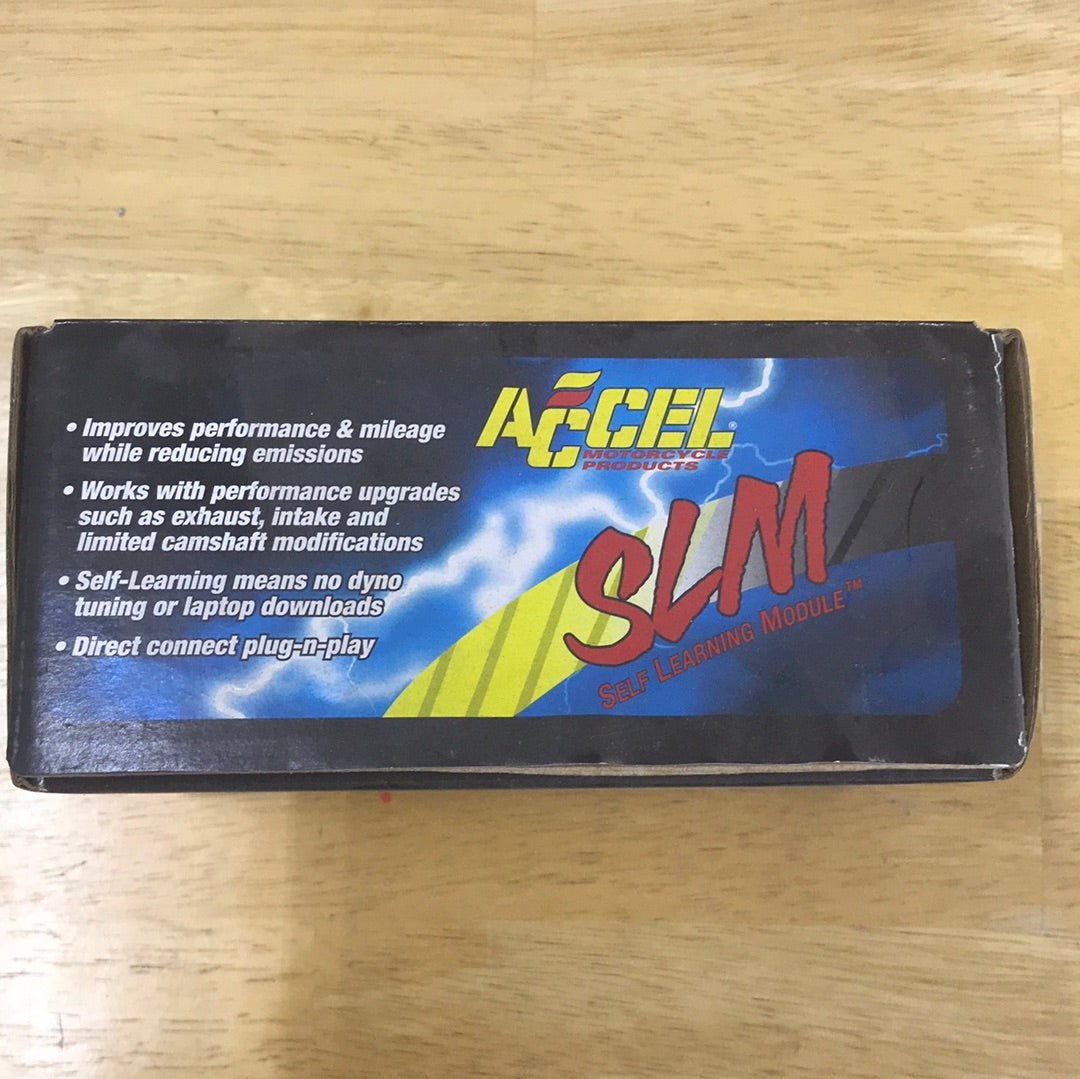 • Improves performance & mileage
while reducing emissions
• Works with performance upgrades
such as exhaust, intake and
limited camshaft modifications
• Self-Learning means no dyno
tuning or laptop downloads
• Direct connect plug-n-play
ACCEL®
MOTORCYCLE
PRODUCTS
SLM
SELF LEARNING MODULE™